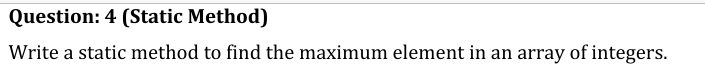 Question: 4 (Static Method)
Write a static method to find the maximum element in an array of integers.